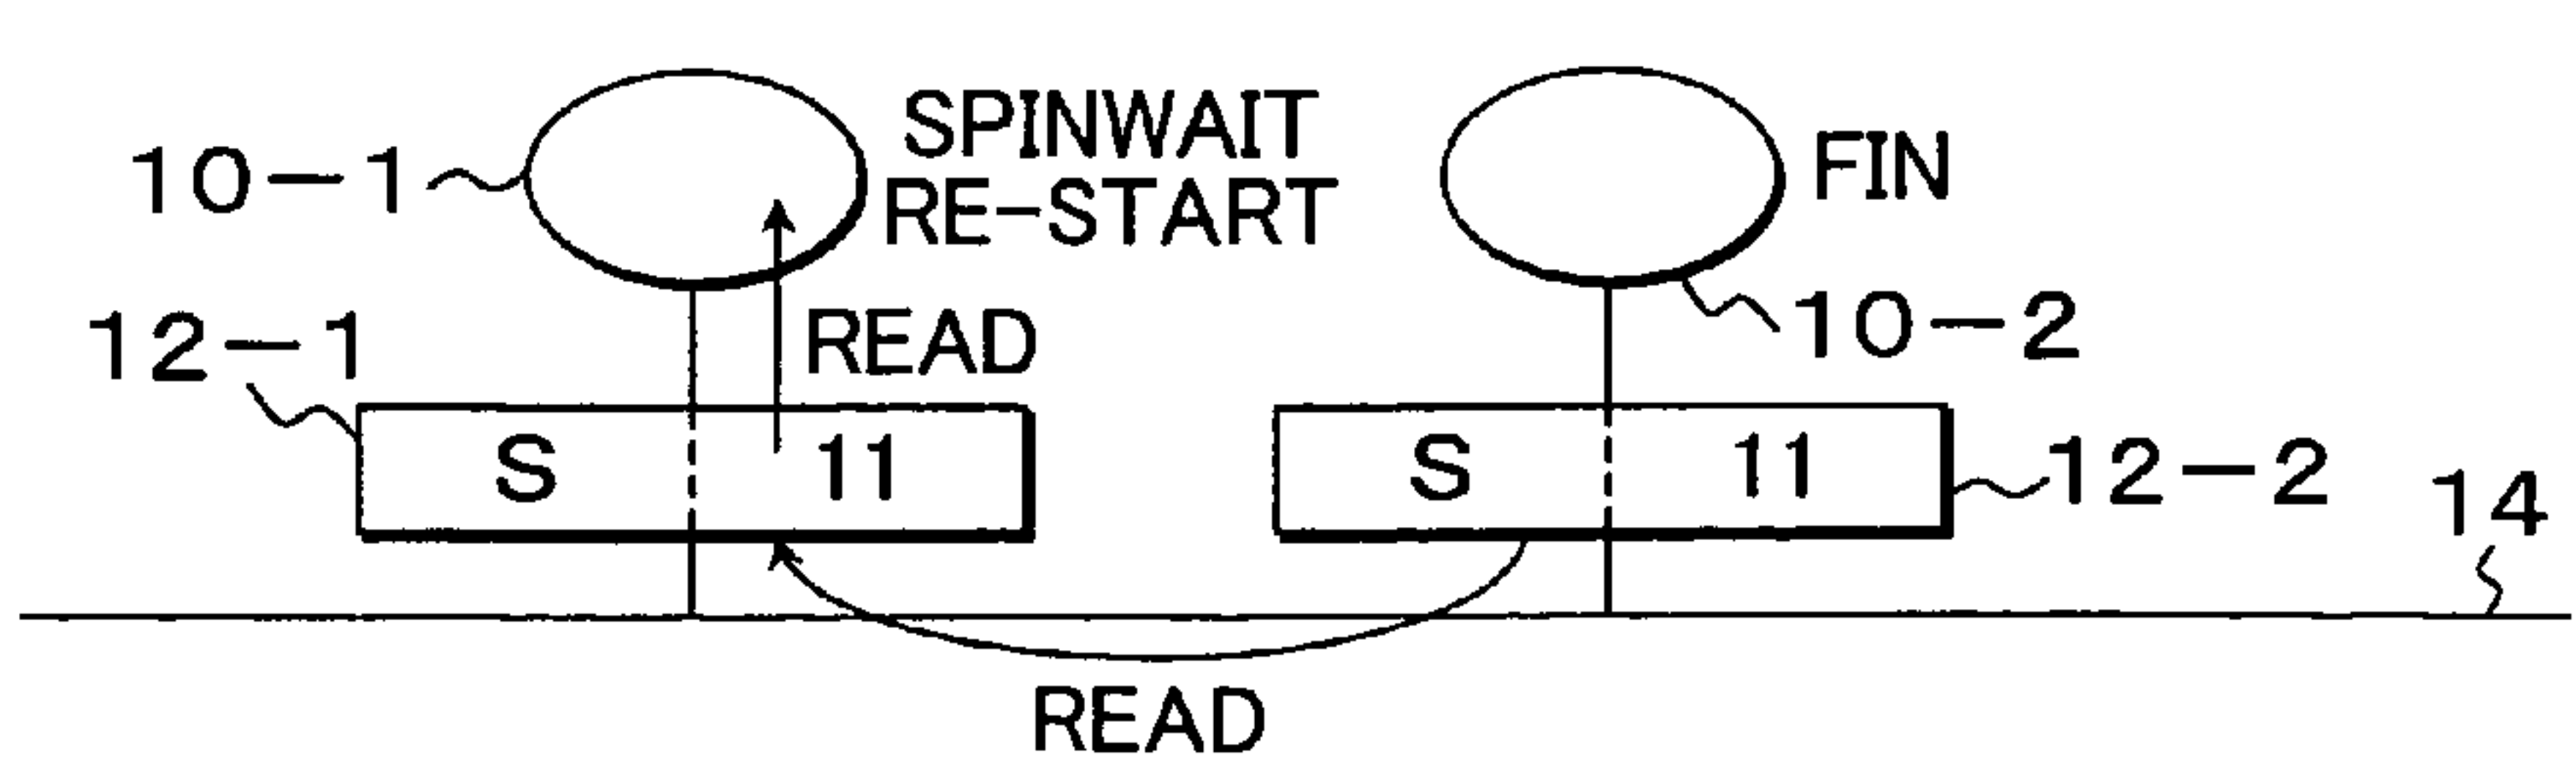 SPINWAIT
10-1
RE-START
FIN
10-2
12-1
READ
S 11
S 11
12-2
14
READ